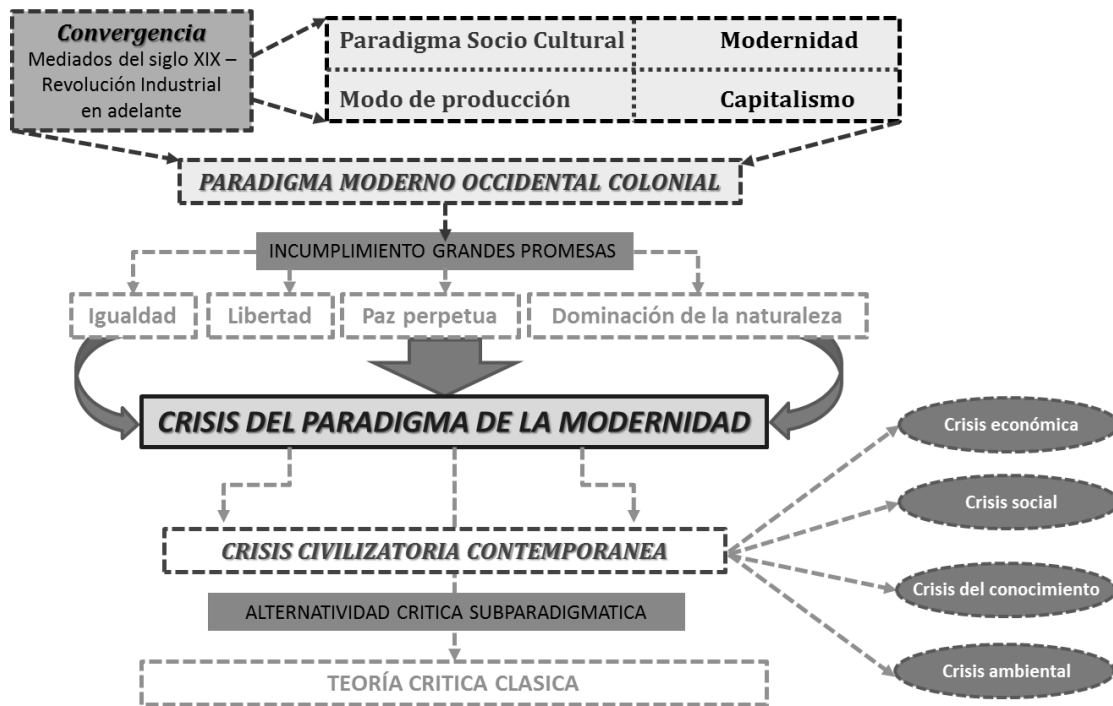 Convergencia
Mediados del siglo XIX –
Revolución Industrial
en adelante
Paradigma Socio Cultural
Modernidad
Modo de producción
Capitalismo
PARADIGMA MODERNO OCCIDENTAL COLONIAL
INCUMPLIMIENTO GRANDES PROMESAS
Igualdad
Libertad
Paz perpetua
Dominación de la naturaleza
CRISIS DEL PARADIGMA DE LA MODERNIDAD
CRISIS CIVILIZATORIA CONTEMPORANEA
Crisis económica
Crisis social
Crisis del conocimiento
Crisis ambiental
ALTERNATIVIDAD CRITICA SUBPARADIGMATICA
TEORÍA CRITICA CLASICA